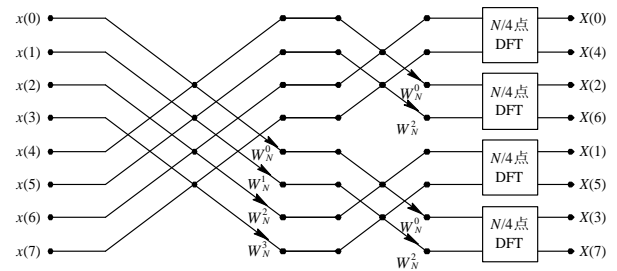 x(0)
x(1)
x(2)
x(3)
x(4)
x(5)
x(6)
x(7)
W_N^0
W_N^1
W_N^2
W_N^3
W_N^0
W_N^2
W_N^0
W_N^2
N/4点
DFT
N/4点
DFT
N/4点
DFT
N/4点
DFT
X(0)
X(4)
X(2)
X(6)
X(1)
X(5)
X(3)
X(7)